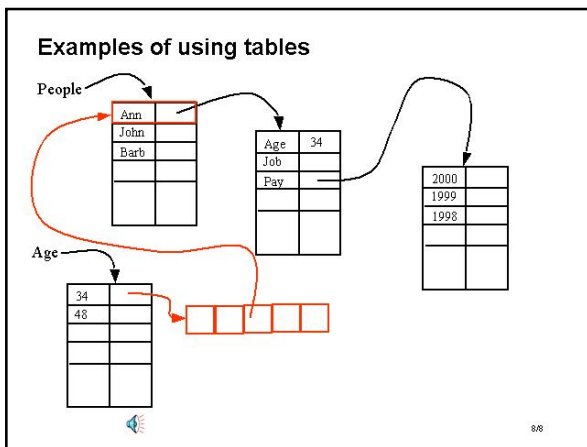 Examples of using tables
People
Ann
John
Barb
Age 34
Job
Pay
2000
1999
1998
Age
34
48
8/8